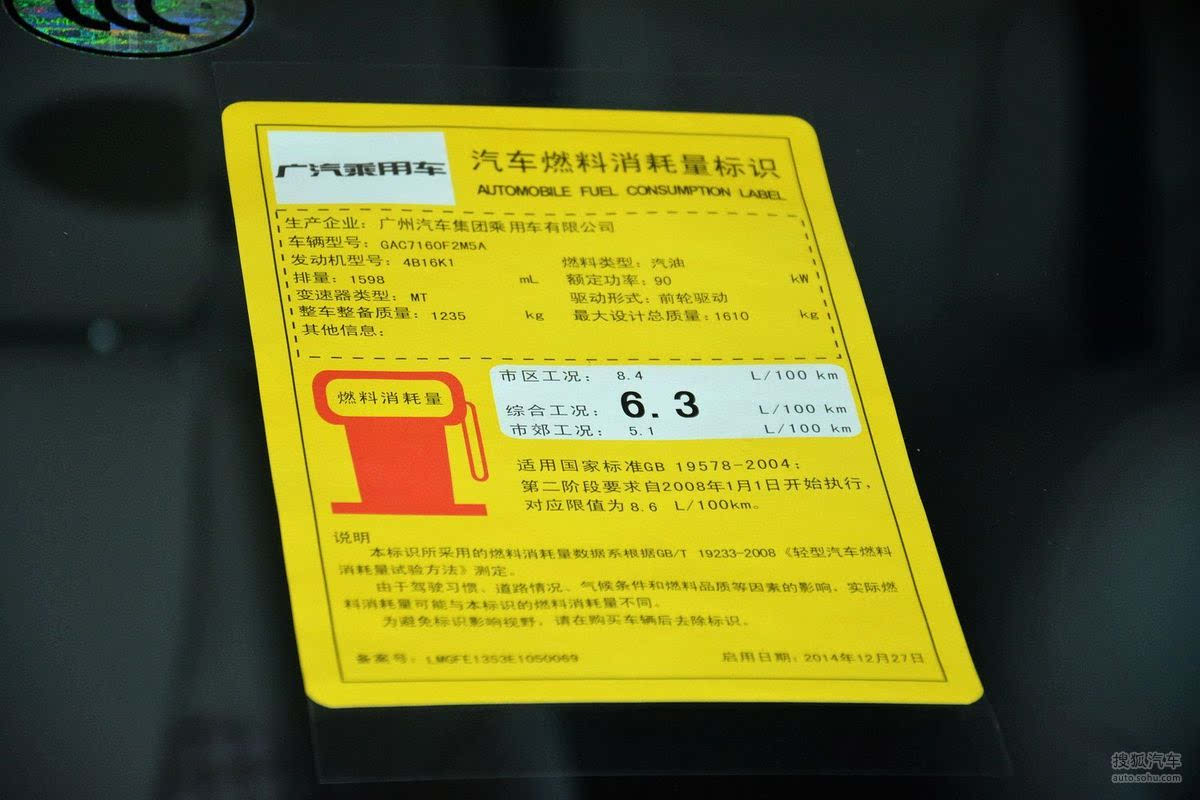 广汽乘用车
汽车燃料消耗量标识
AUTOMOBILE FUEL CONSUMPTION LABEL
生产企业：广州汽车集团乘用车有限公司
车辆型号：GAC7160F2M5A
发动机型号：4B16K1 燃料类型：汽油
排量：1598 mL 额定功率：90 kW
变速器类型：MT 驱动形式：前轮驱动
整车整备质量：1235 kg 最大设计总质量：1610 kg
其他信息：
燃料消耗量
市区工况：8.4 L/100 km
综合工况：6.3 L/100 km
市郊工况：5.1 L/100 km
适用国家标准GB 19578-2004；
第二阶段要求自2008年1月1日开始执行，
对应限值为8.6 L/100km。
说明
本标识所采用的燃料消耗量数据系根据GB/T 19233-2008《轻型汽车燃料
消耗量试验方法》测定。
由于驾驶习惯、道路情况、气候条件和燃料品质等因素的影响，实际燃
料消耗量可能与本标识的燃料消耗量不同。
为避免标识影响视野，请在购买车辆后去除标识。
备案号：LMGFE1353E1050069 启用日期：2014年12月27日
搜狐汽车
auto.sohu.com